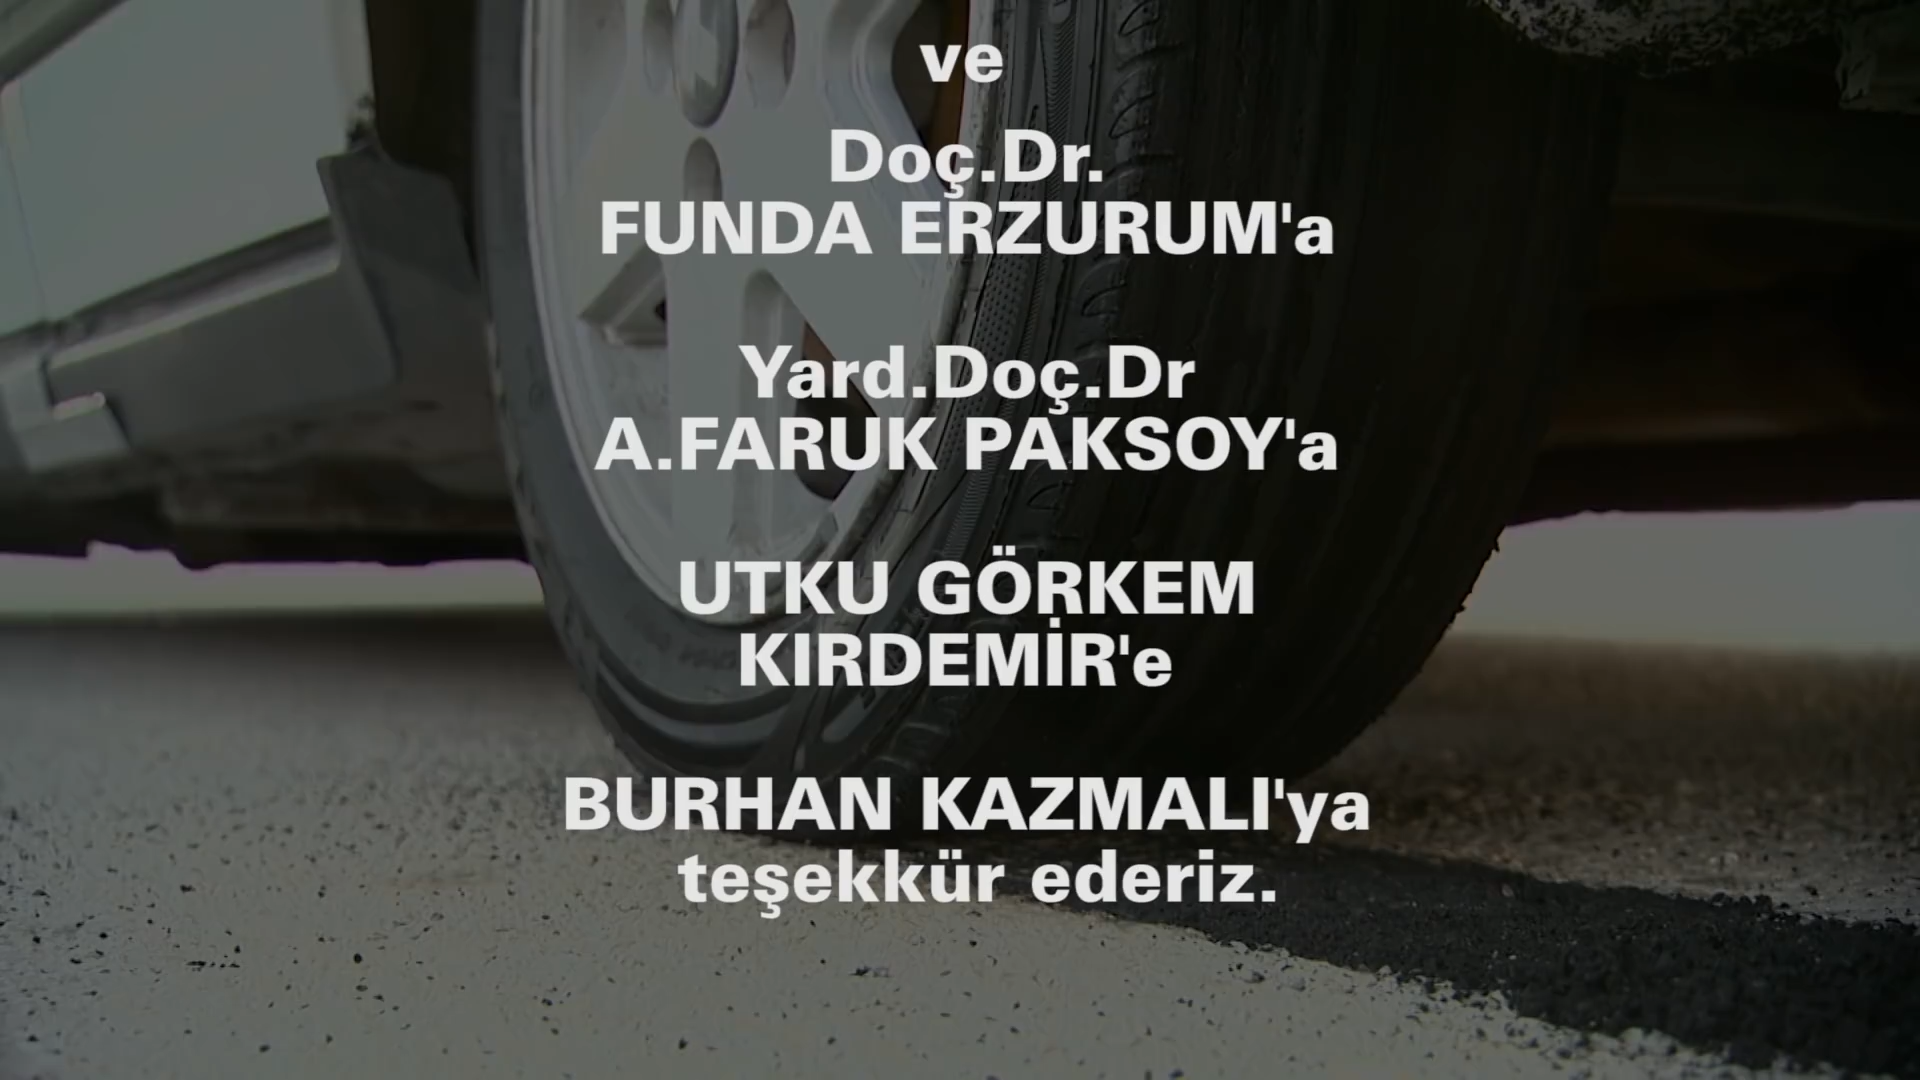 ve
Doç.Dr.
FUNDA ERZURUM'a
Yard.Doç.Dr
A.FARUK PAKSOY'a
UTKU GÖRKEM
KIRDEMİR'e
BURHAN KAZMALI'ya
teşekkür ederiz.